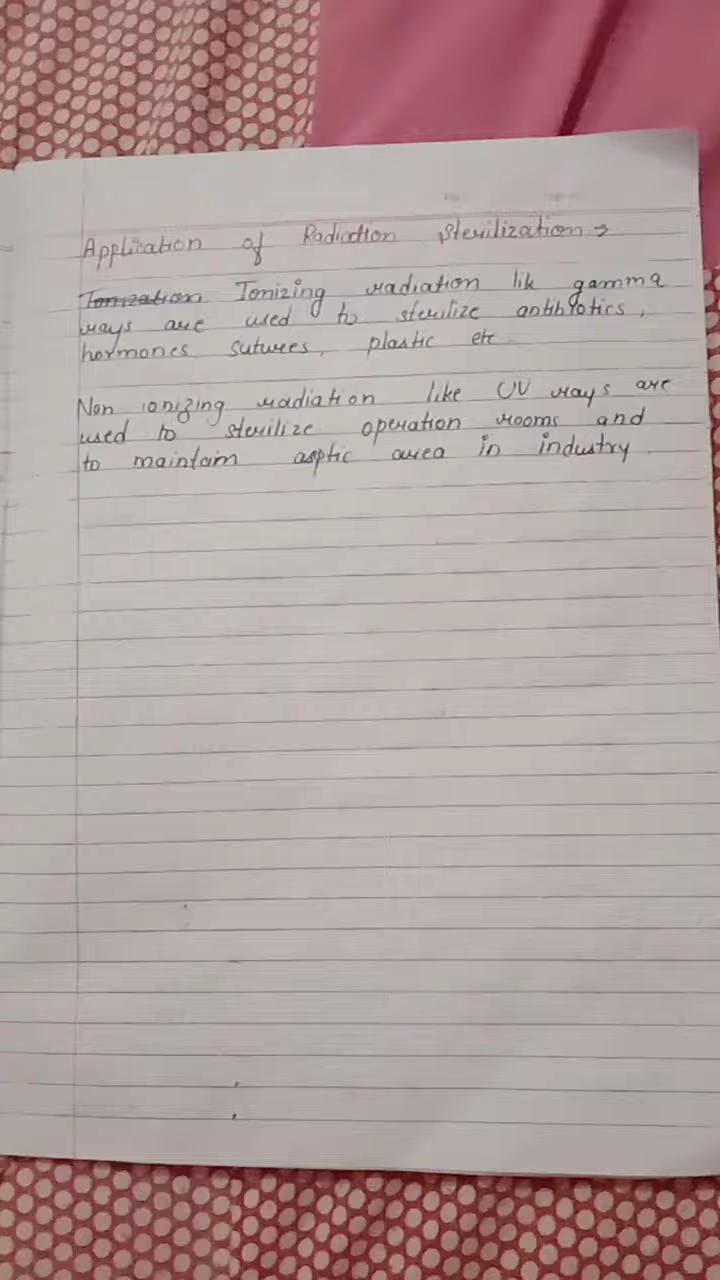 Application of Radiation Sterilization →
Ionization Ionizing radiation lik gamma
rays are used to sterilize antibiotics,
hormones sutures, plastic etc
Non ionizing radiation like UV rays are
used to sterilize operation rooms and
to maintain asptic area in industry.